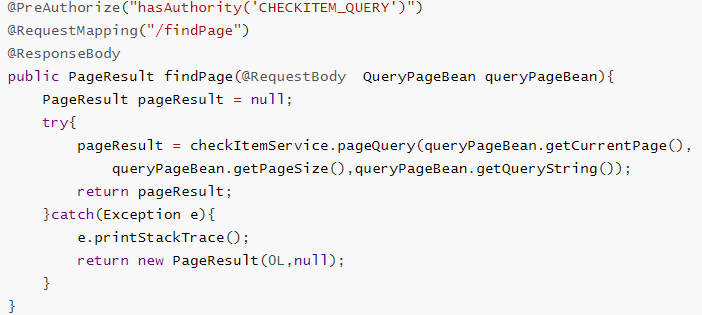 @PreAuthorize("hasAuthority('CHECKITEM_QUERY')")
@RequestMapping("/findPage")
@ResponseBody
public PageResult findPage(@RequestBody  QueryPageBean queryPageBean){
    PageResult pageResult = null;
    try{
        pageResult = checkItemService.pageQuery(queryPageBean.getCurrentPage(),
            queryPageBean.getPageSize(),queryPageBean.getQueryString());
        return pageResult;
    }catch(Exception e){
        e.printStackTrace();
        return new PageResult(0L,null);
    }
}